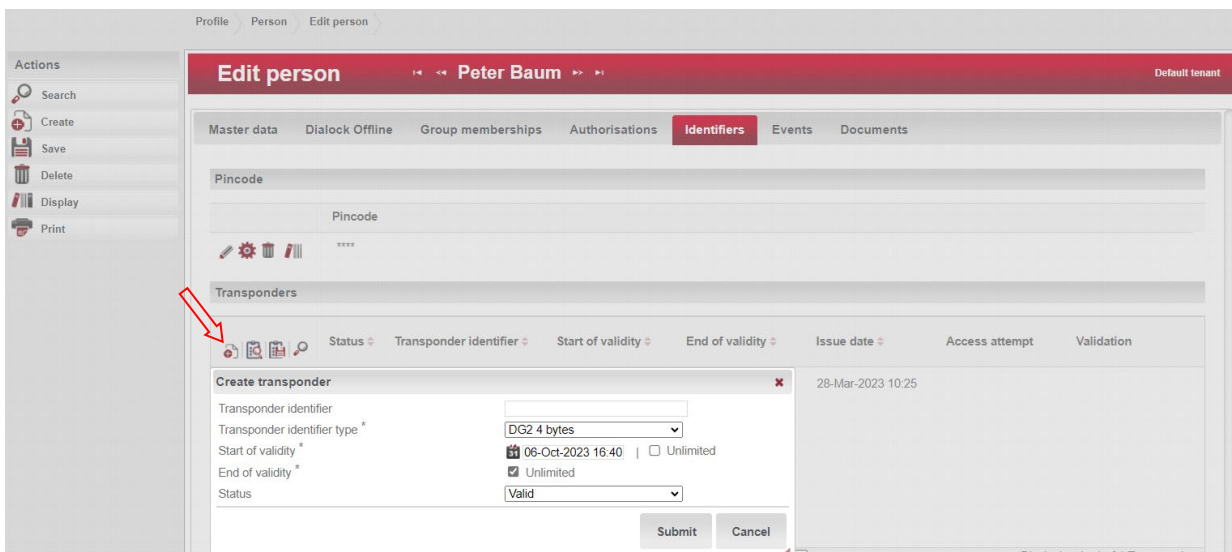 Profile Person Edit person
Actions
Search
Create
Save
Delete
Display
Print
Edit person Peter Baum Default tenant
Master data Dialock Offline Group memberships Authorisations Identifiers Events Documents
Pincode
Pincode
****
Transponders
Status Transponder identifier Start of validity End of validity Issue date Access attempt Validation
Create transponder
28-Mar-2023 10:25
Transponder identifier
Transponder identifier type * DG2 4 bytes
Start of validity * 31 06-Oct-2023 16:40 | Unlimited
End of validity * Unlimited
Status Valid
Submit Cancel